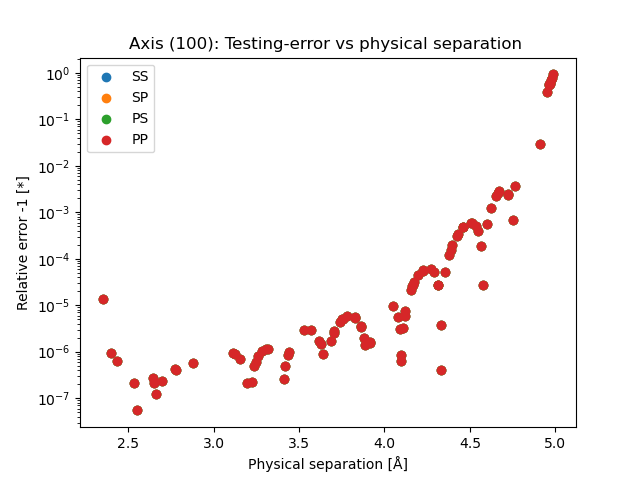 Axis (100): Testing-error vs physical separation
SS
SP
PS
PP
10⁰
10⁻¹
10⁻²
10⁻³
10⁻⁴
10⁻⁵
10⁻⁶
10⁻⁷
Relative error -1 [*]
2.5 3.0 3.5 4.0 4.5 5.0
Physical separation [Å]